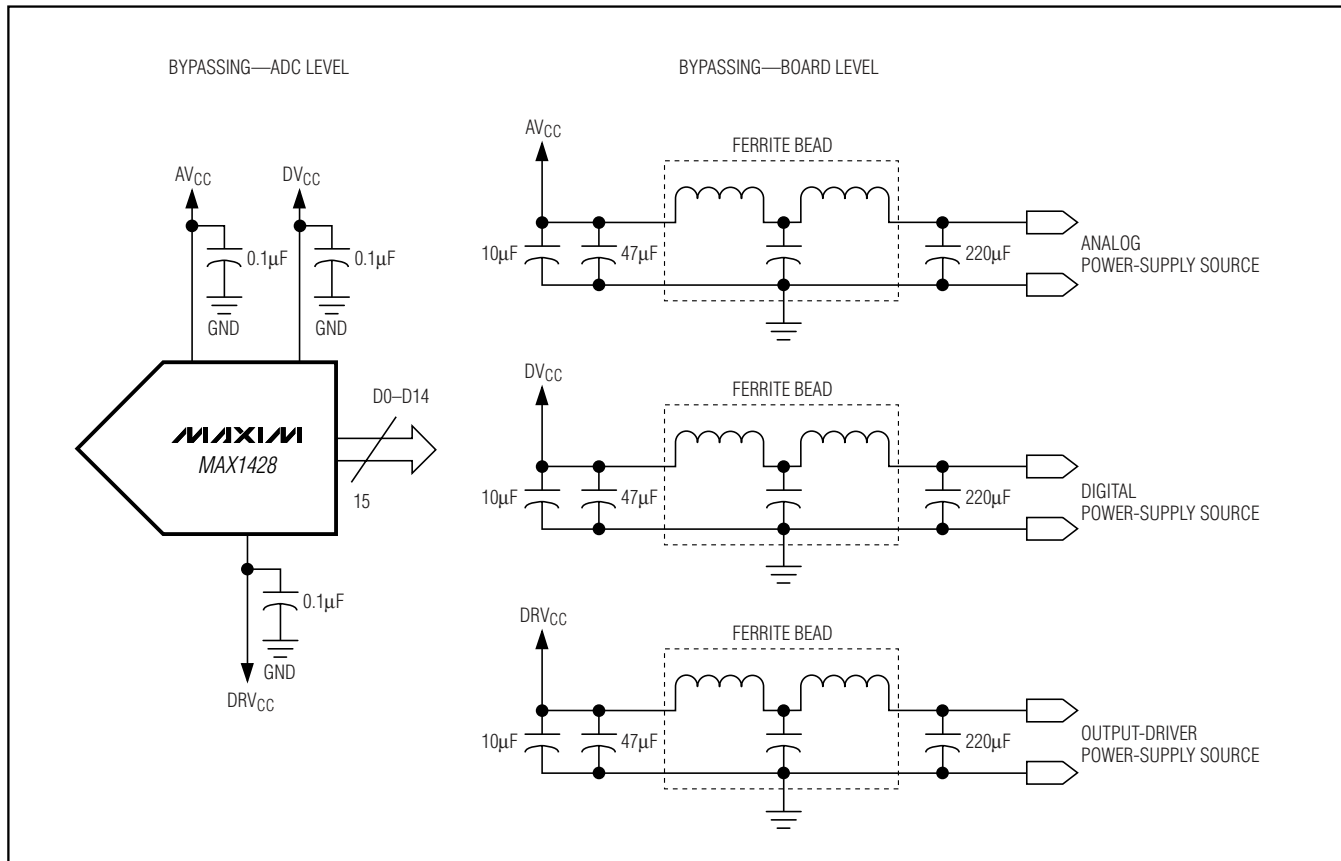 BYPASSING—ADC LEVEL
BYPASSING—BOARD LEVEL
AVCC
DVCC
0.1µF
0.1µF
GND
GND
MAXIM
MAX1428
D0–D14
15
0.1µF
GND
DRVCC
AVCC
FERRITE BEAD
10µF
47µF
220µF
ANALOG
POWER-SUPPLY SOURCE
DVCC
FERRITE BEAD
10µF
47µF
220µF
DIGITAL
POWER-SUPPLY SOURCE
DRVCC
FERRITE BEAD
10µF
47µF
220µF
OUTPUT-DRIVER
POWER-SUPPLY SOURCE